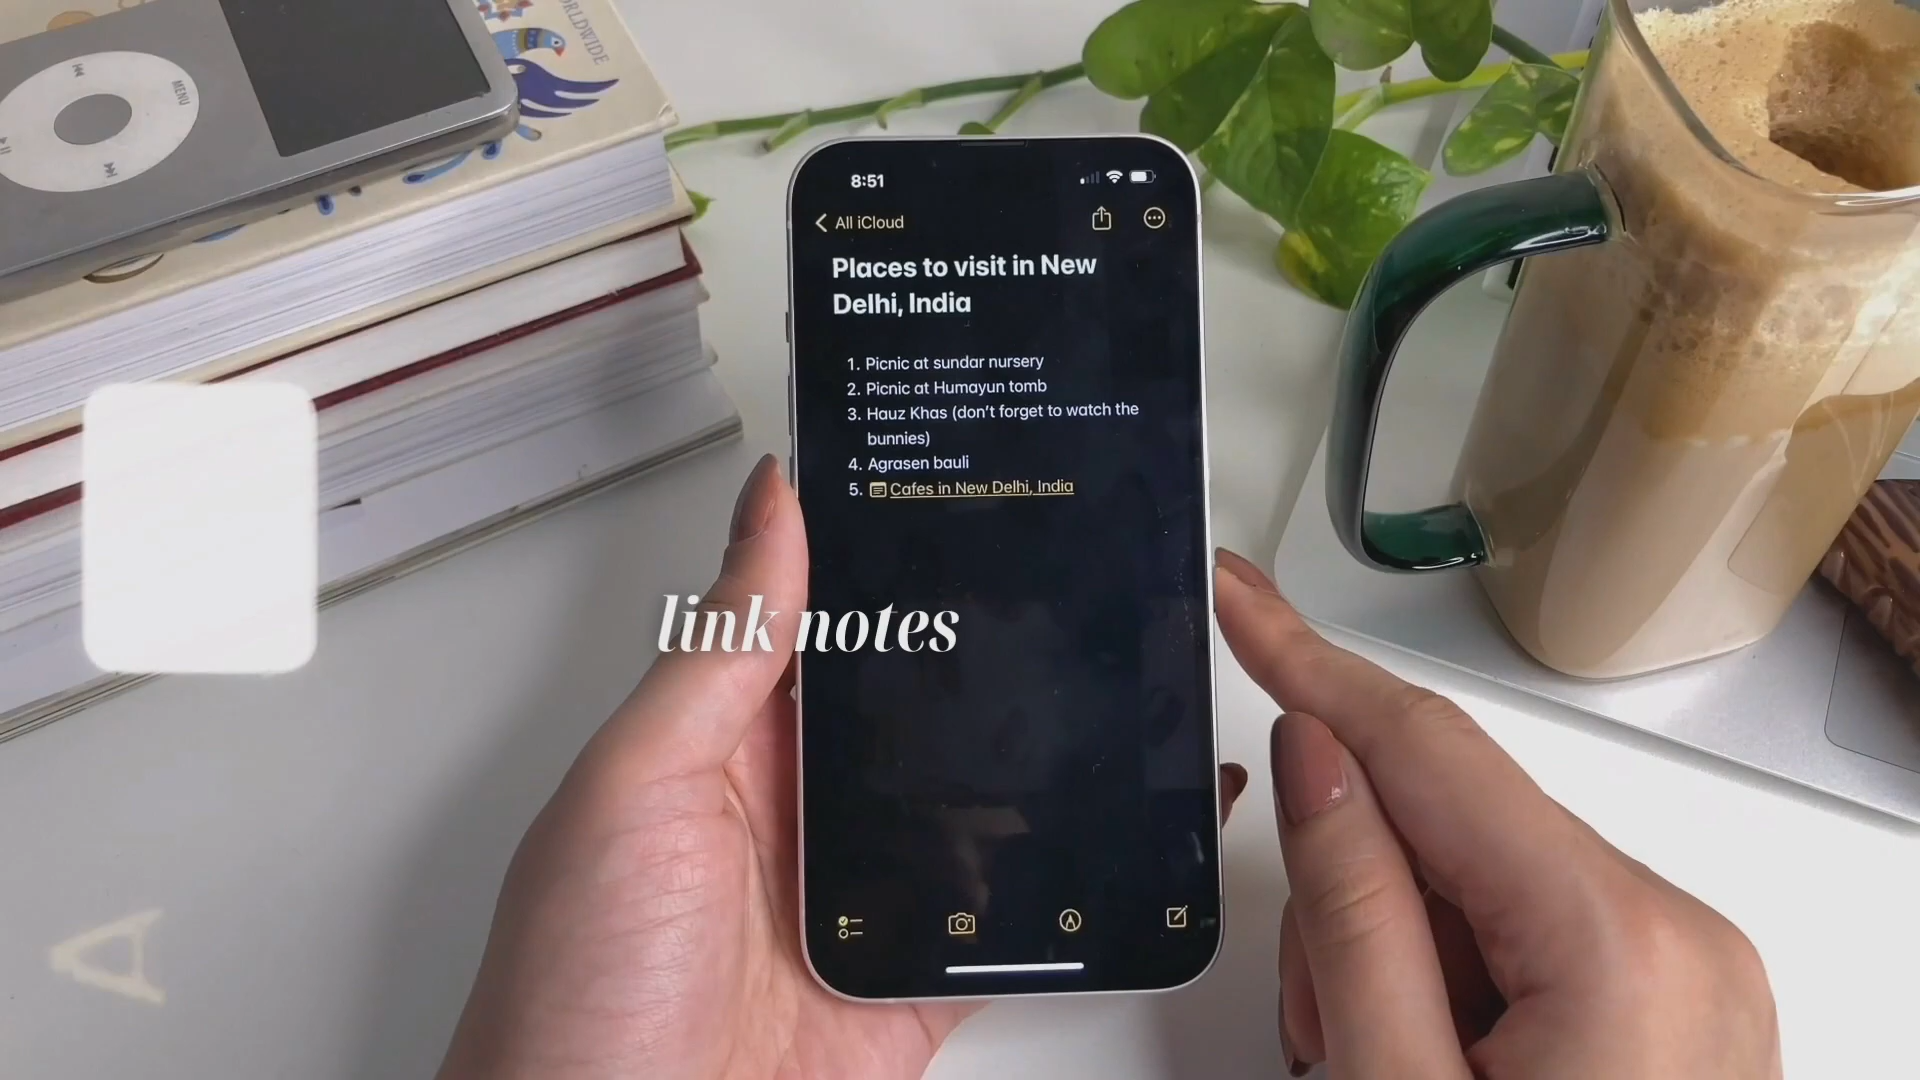 ORLDWIDE
MENU
8:51
All iCloud
Places to visit in New
Delhi, India
1. Picnic at sundar nursery
2. Picnic at Humayun tomb
3. Hauz Khas (don’t forget to watch the
bunnies)
4. Agrasen bauli
5. Cafes in New Delhi, India
link notes
A